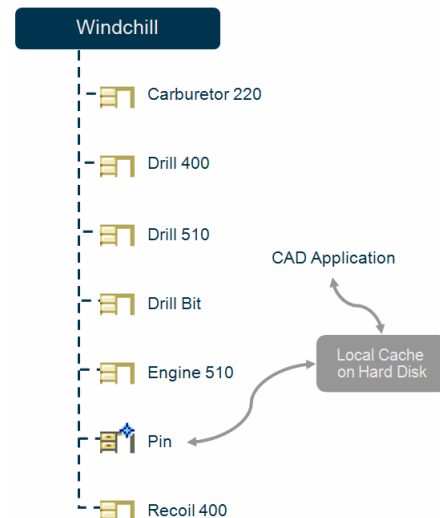 Windchill
Carburetor 220
Drill 400
Drill 510
CAD Application
Drill Bit
Local Cache
on Hard Disk
Engine 510
Pin
Recoil 400